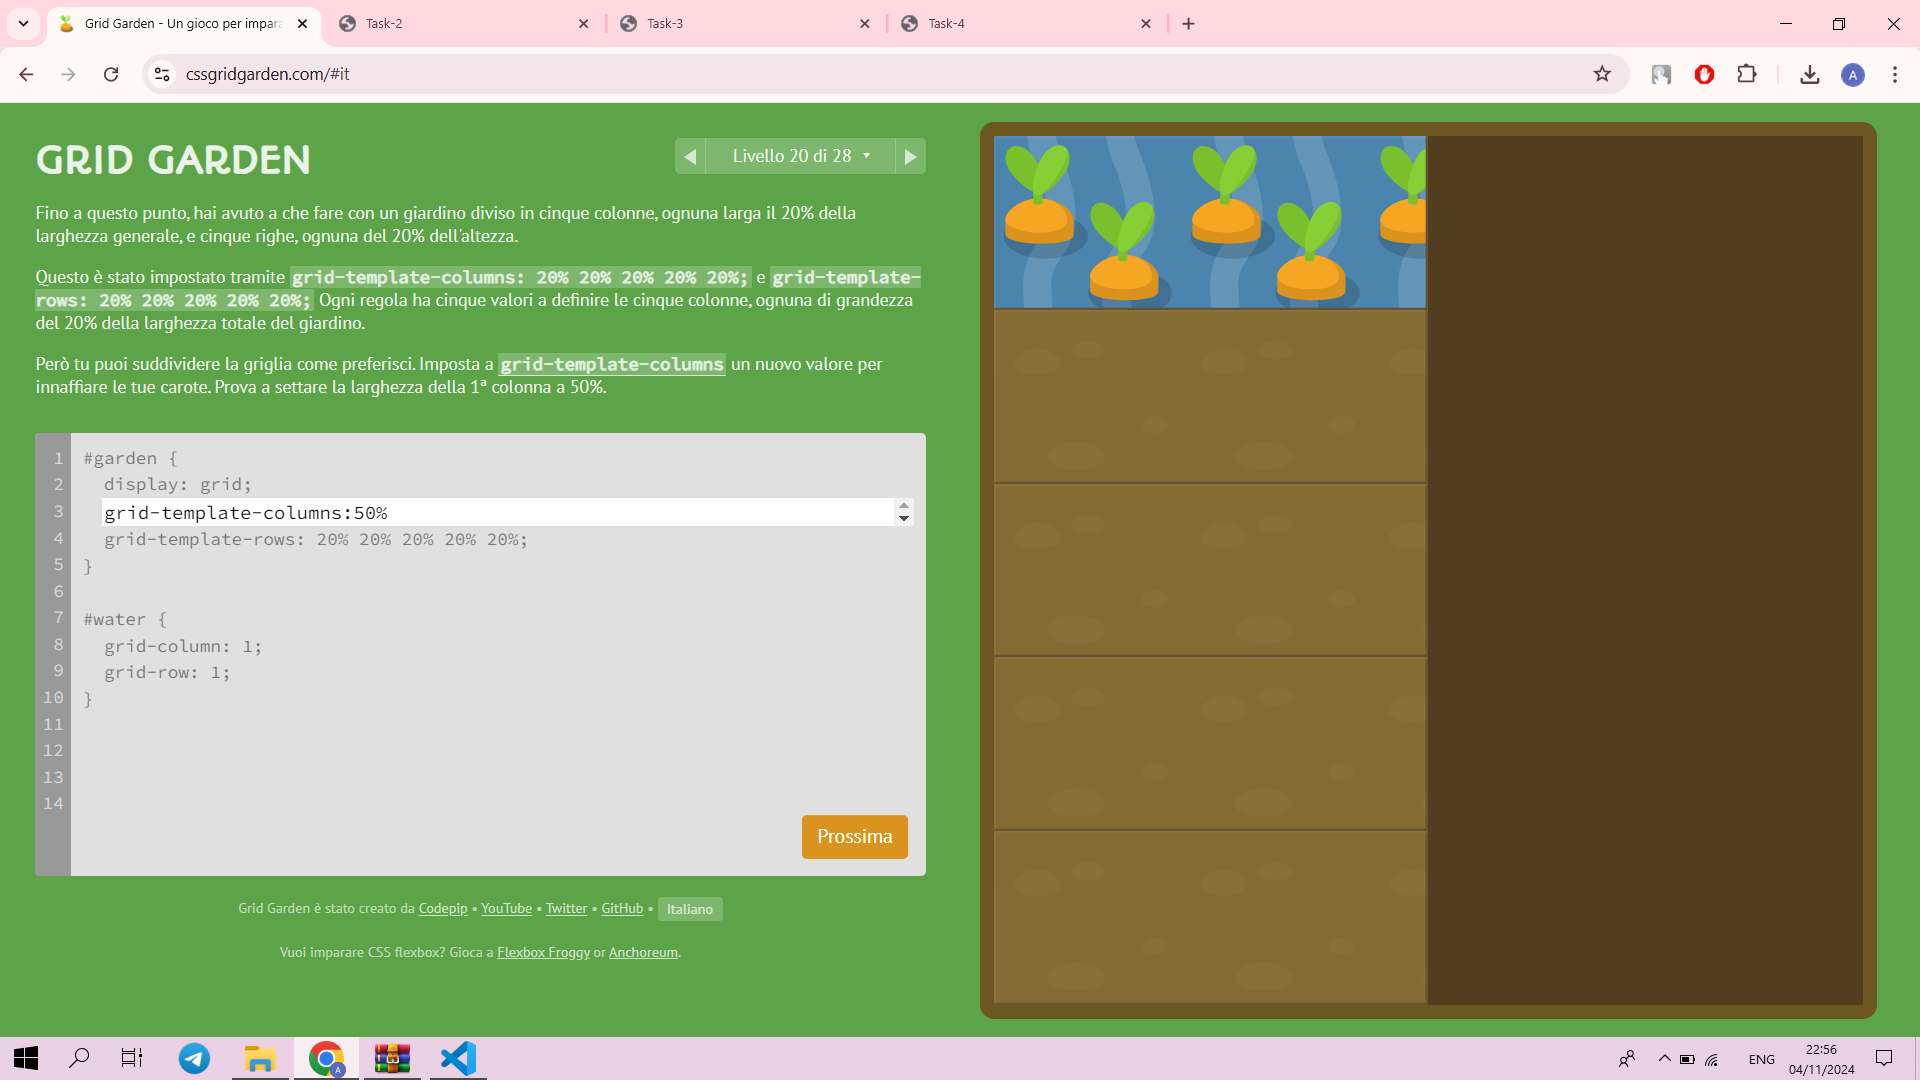 Grid Garden - Un gioco per impara
Task-2
Task-3
Task-4
cssgridgarden.com/#it
A
GRID GARDEN
Livello 20 di 28
Fino a questo punto, hai avuto a che fare con un giardino diviso in cinque colonne, ognuna larga il 20% della
larghezza generale, e cinque righe, ognuna del 20% dell'altezza.
Questo è stato impostato tramite grid-template-columns: 20% 20% 20% 20% 20%; e grid-template-
rows: 20% 20% 20% 20% 20%; Ogni regola ha cinque valori a definire le cinque colonne, ognuna di grandezza
del 20% della larghezza totale del giardino.
Però tu puoi suddividere la griglia come preferisci. Imposta a grid-template-columns un nuovo valore per
innaffiare le tue carote. Prova a settare la larghezza della 1ª colonna a 50%.
1 #garden {
2 display: grid;
3 grid-template-columns:50%
4 grid-template-rows: 20% 20% 20% 20% 20%;
5 }
6
7 #water {
8 grid-column: 1;
9 grid-row: 1;
10 }
11
12
13
14
Prossima
Grid Garden è stato creato da Codepip • YouTube • Twitter • GitHub • Italiano
Vuoi imparare CSS flexbox? Gioca a Flexbox Froggy or Anchoreum.
A
ENG
22:56
04/11/2024